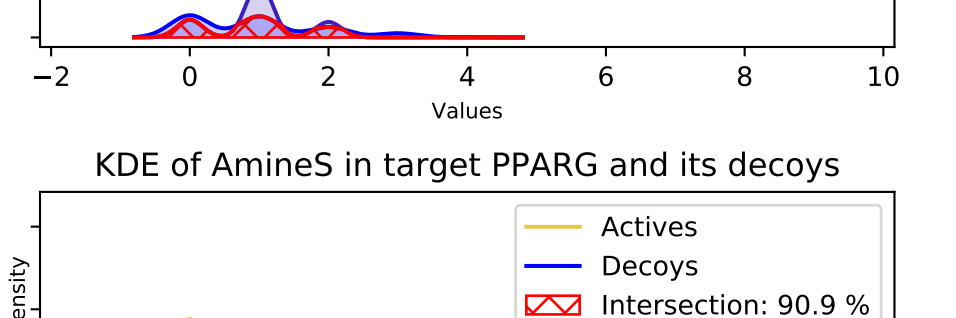 −2 0 2 4 6 8 10
Values
KDE of AmineS in target PPARG and its decoys
Actives
Decoys
Intersection: 90.9 %
ensity